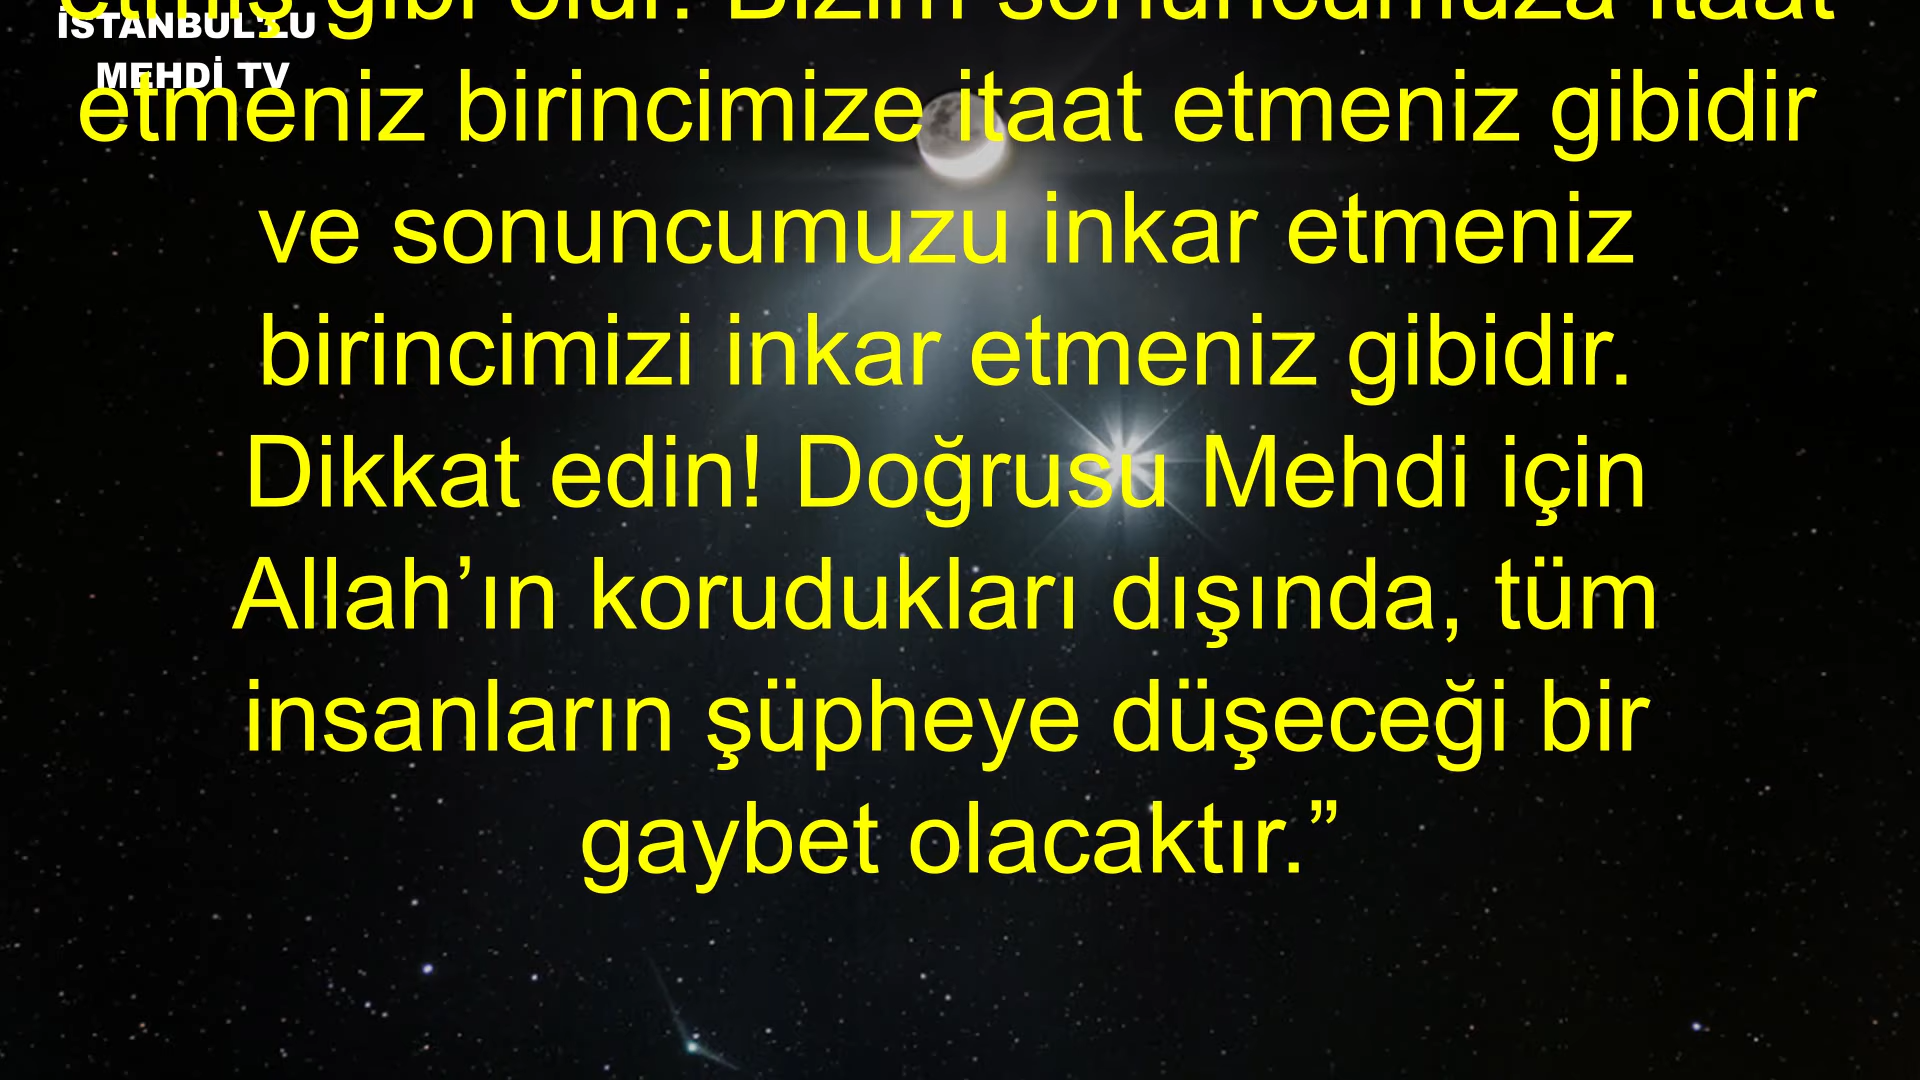 etmiş gibi olur. Bizim sonuncumuza itaat
İSTANBUL'LU
MEHDİ TV
etmeniz birincimize itaat etmeniz gibidir
ve sonuncumuzu inkar etmeniz
birincimizi inkar etmeniz gibidir.
Dikkat edin! Doğrusu Mehdi için
Allah’ın korudukları dışında, tüm
insanların şüpheye düşeceği bir
gaybet olacaktır.”